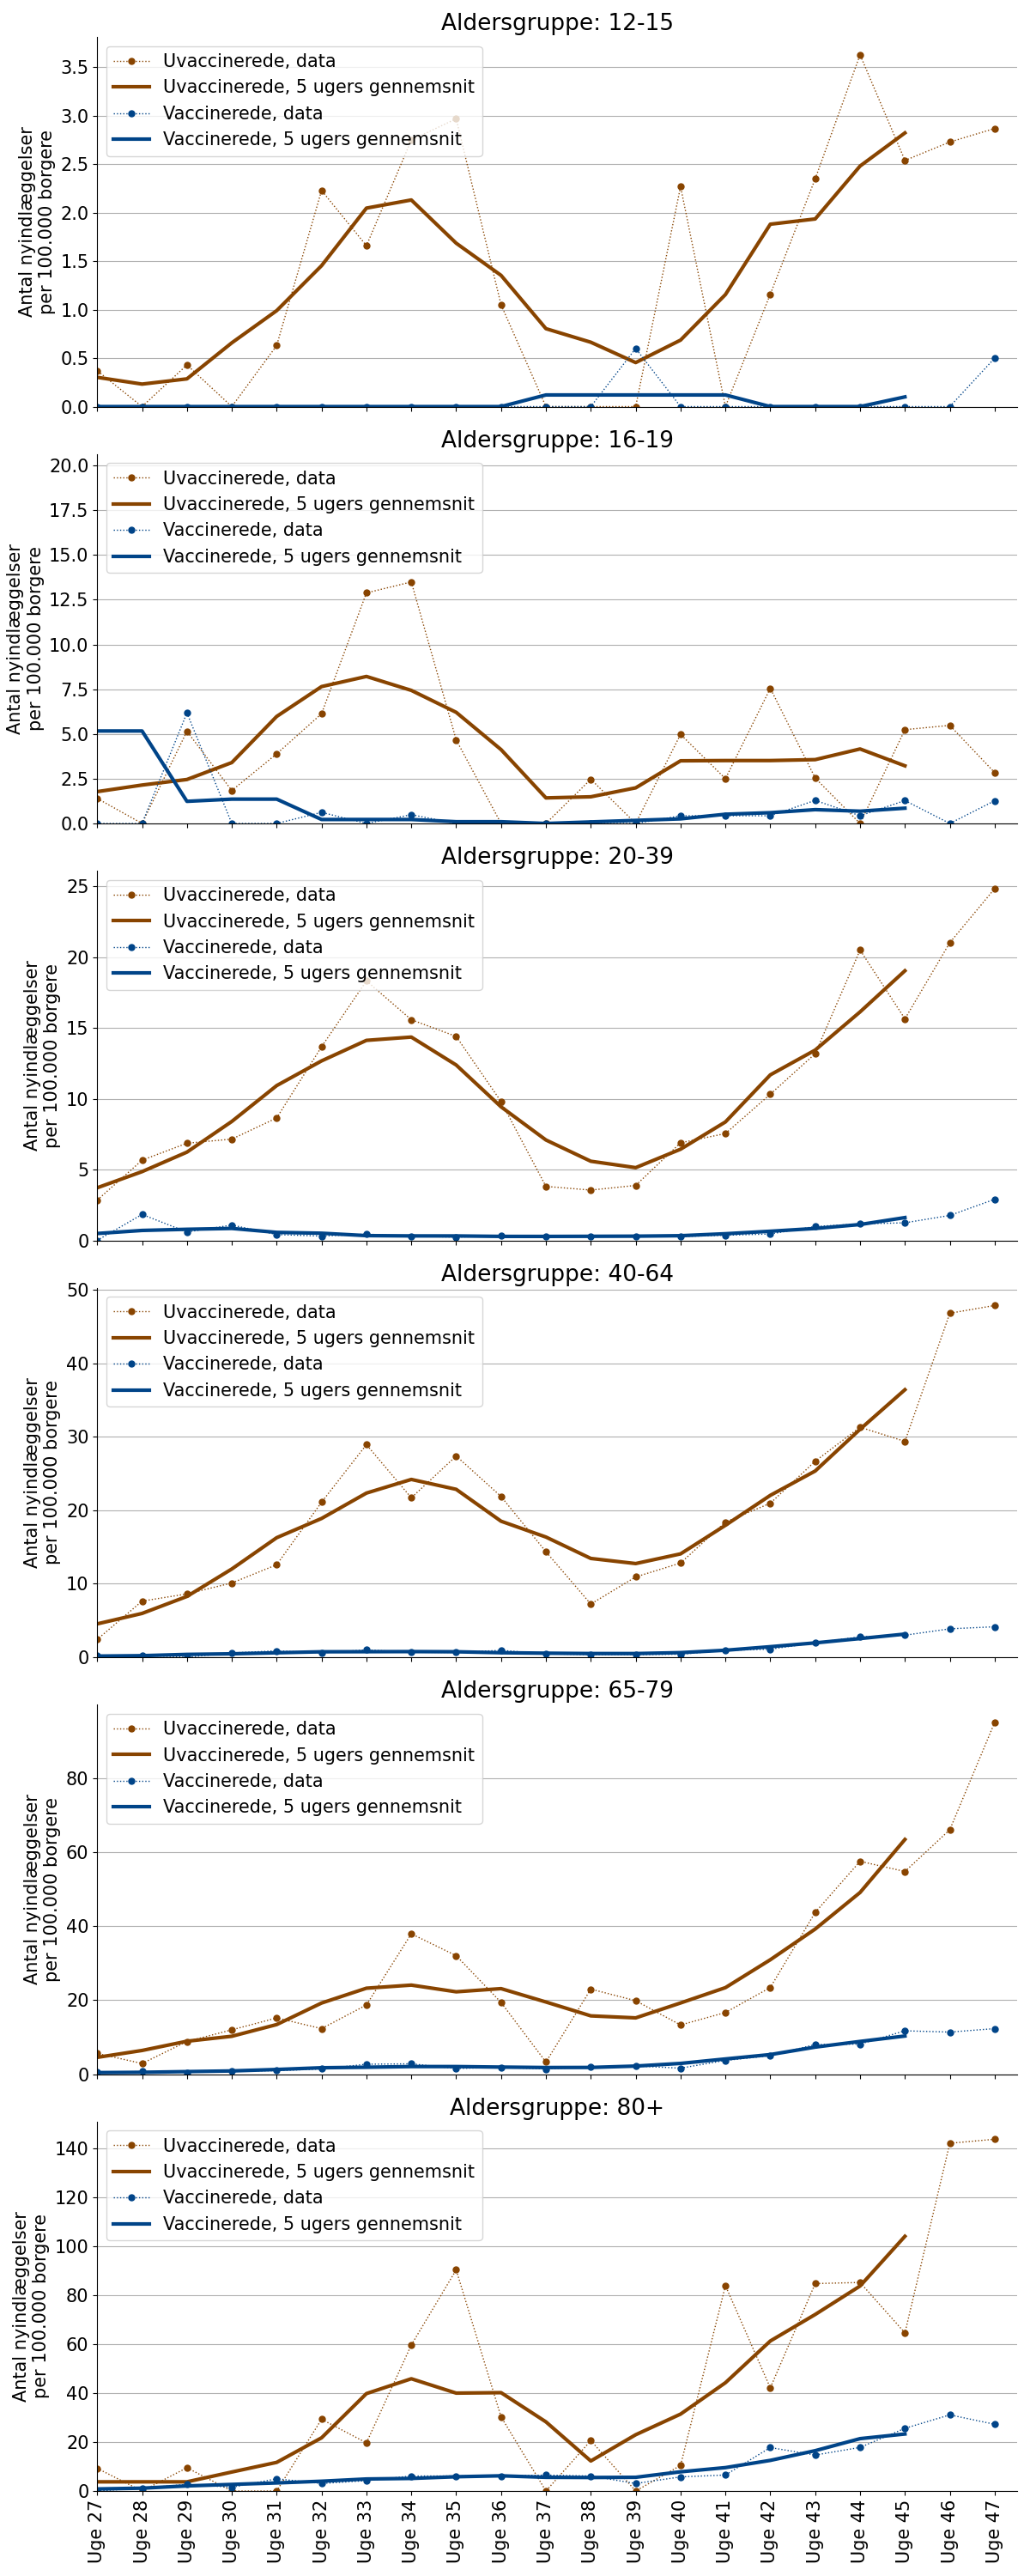 Aldersgruppe: 12-15
Antal nyindlæggelser
per 100.000 borgere
3.5
3.0
2.5
2.0
1.5
1.0
0.5
0.0
Uvaccinerede, data
Uvaccinerede, 5 ugers gennemsnit
Vaccinerede, data
Vaccinerede, 5 ugers gennemsnit
Aldersgruppe: 16-19
Antal nyindlæggelser
per 100.000 borgere
20.0
17.5
15.0
12.5
10.0
7.5
5.0
2.5
0.0
Uvaccinerede, data
Uvaccinerede, 5 ugers gennemsnit
Vaccinerede, data
Vaccinerede, 5 ugers gennemsnit
Aldersgruppe: 20-39
Antal nyindlæggelser
per 100.000 borgere
25
20
15
10
5
0
Uvaccinerede, data
Uvaccinerede, 5 ugers gennemsnit
Vaccinerede, data
Vaccinerede, 5 ugers gennemsnit
Aldersgruppe: 40-64
Antal nyindlæggelser
per 100.000 borgere
50
40
30
20
10
0
Uvaccinerede, data
Uvaccinerede, 5 ugers gennemsnit
Vaccinerede, data
Vaccinerede, 5 ugers gennemsnit
Aldersgruppe: 65-79
Antal nyindlæggelser
per 100.000 borgere
80
60
40
20
0
Uvaccinerede, data
Uvaccinerede, 5 ugers gennemsnit
Vaccinerede, data
Vaccinerede, 5 ugers gennemsnit
Aldersgruppe: 80+
Antal nyindlæggelser
per 100.000 borgere
140
120
100
80
60
40
20
0
Uvaccinerede, data
Uvaccinerede, 5 ugers gennemsnit
Vaccinerede, data
Vaccinerede, 5 ugers gennemsnit
Uge 27
Uge 28
Uge 29
Uge 30
Uge 31
Uge 32
Uge 33
Uge 34
Uge 35
Uge 36
Uge 37
Uge 38
Uge 39
Uge 40
Uge 41
Uge 42
Uge 43
Uge 44
Uge 45
Uge 46
Uge 47